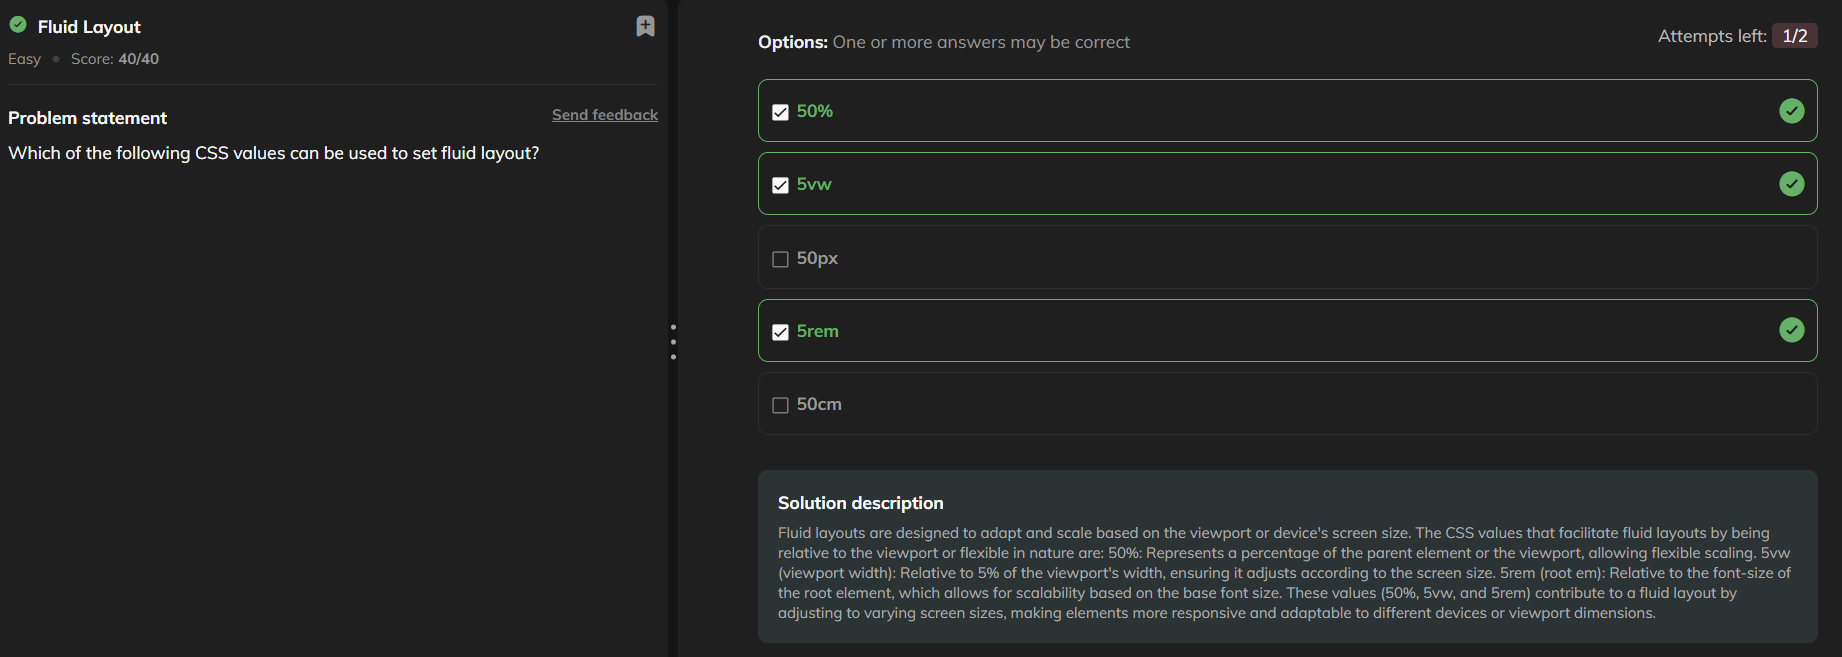 Fluid Layout
Easy • Score: 40/40
Problem statement
Send feedback
Which of the following CSS values can be used to set fluid layout?
Options: One or more answers may be correct
Attempts left: 1/2
50%
5vw
50px
5rem
50cm
Solution description
Fluid layouts are designed to adapt and scale based on the viewport or device's screen size. The CSS values that facilitate fluid layouts by being
relative to the viewport or flexible in nature are: 50%: Represents a percentage of the parent element or the viewport, allowing flexible scaling. 5vw
(viewport width): Relative to 5% of the viewport's width, ensuring it adjusts according to the screen size. 5rem (root em): Relative to the font-size of
the root element, which allows for scalability based on the base font size. These values (50%, 5vw, and 5rem) contribute to a fluid layout by
adjusting to varying screen sizes, making elements more responsive and adaptable to different devices or viewport dimensions.